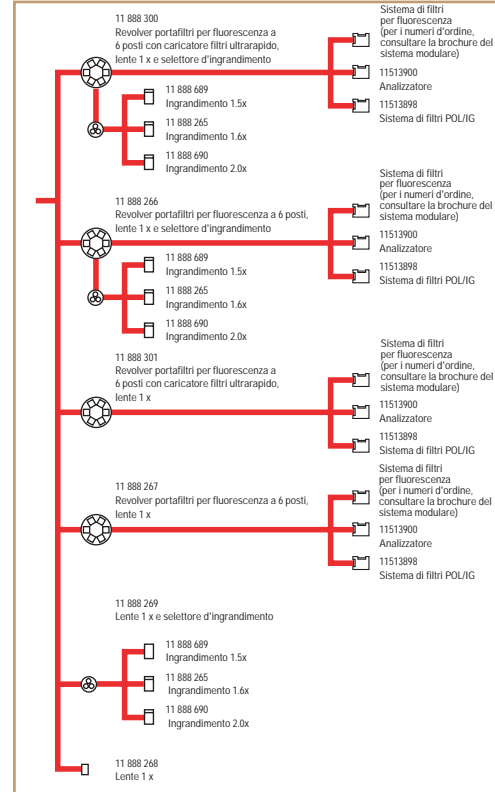 11 888 300
Revolver portafiltri per fluorescenza a
6 posti con caricatore filtri ultrarapido,
lente 1 x e selettore d'ingrandimento
Sistema di filtri
per fluorescenza
(per i numeri d'ordine,
consultare la brochure del
sistema modulare)
11513900
Analizzatore
11513898
Sistema di filtri POL/IG
11 888 689
Ingrandimento 1.5x
11 888 265
Ingrandimento 1.6x
11 888 690
Ingrandimento 2.0x
11 888 266
Revolver portafiltri per fluorescenza a 6 posti,
lente 1 x e selettore d'ingrandimento
Sistema di filtri
per fluorescenza
(per i numeri d'ordine,
consultare la brochure del
sistema modulare)
11513900
Analizzatore
11513898
Sistema di filtri POL/IG
11 888 689
Ingrandimento 1.5x
11 888 265
Ingrandimento 1.6x
11 888 690
Ingrandimento 2.0x
11 888 301
Revolver portafiltri per fluorescenza a
6 posti con caricatore filtri ultrarapido,
lente 1 x
Sistema di filtri
per fluorescenza
(per i numeri d'ordine,
consultare la brochure del
sistema modulare)
11513900
Analizzatore
11513898
Sistema di filtri POL/IG
11 888 267
Revolver portafiltri per fluorescenza a 6 posti,
lente 1 x
Sistema di filtri
per fluorescenza
(per i numeri d'ordine,
consultare la brochure del
sistema modulare)
11513900
Analizzatore
11513898
Sistema di filtri POL/IG
11 888 269
Lente 1 x e selettore d'ingrandimento
11 888 689
Ingrandimento 1.5x
11 888 265
Ingrandimento 1.6x
11 888 690
Ingrandimento 2.0x
11 888 268
Lente 1 x